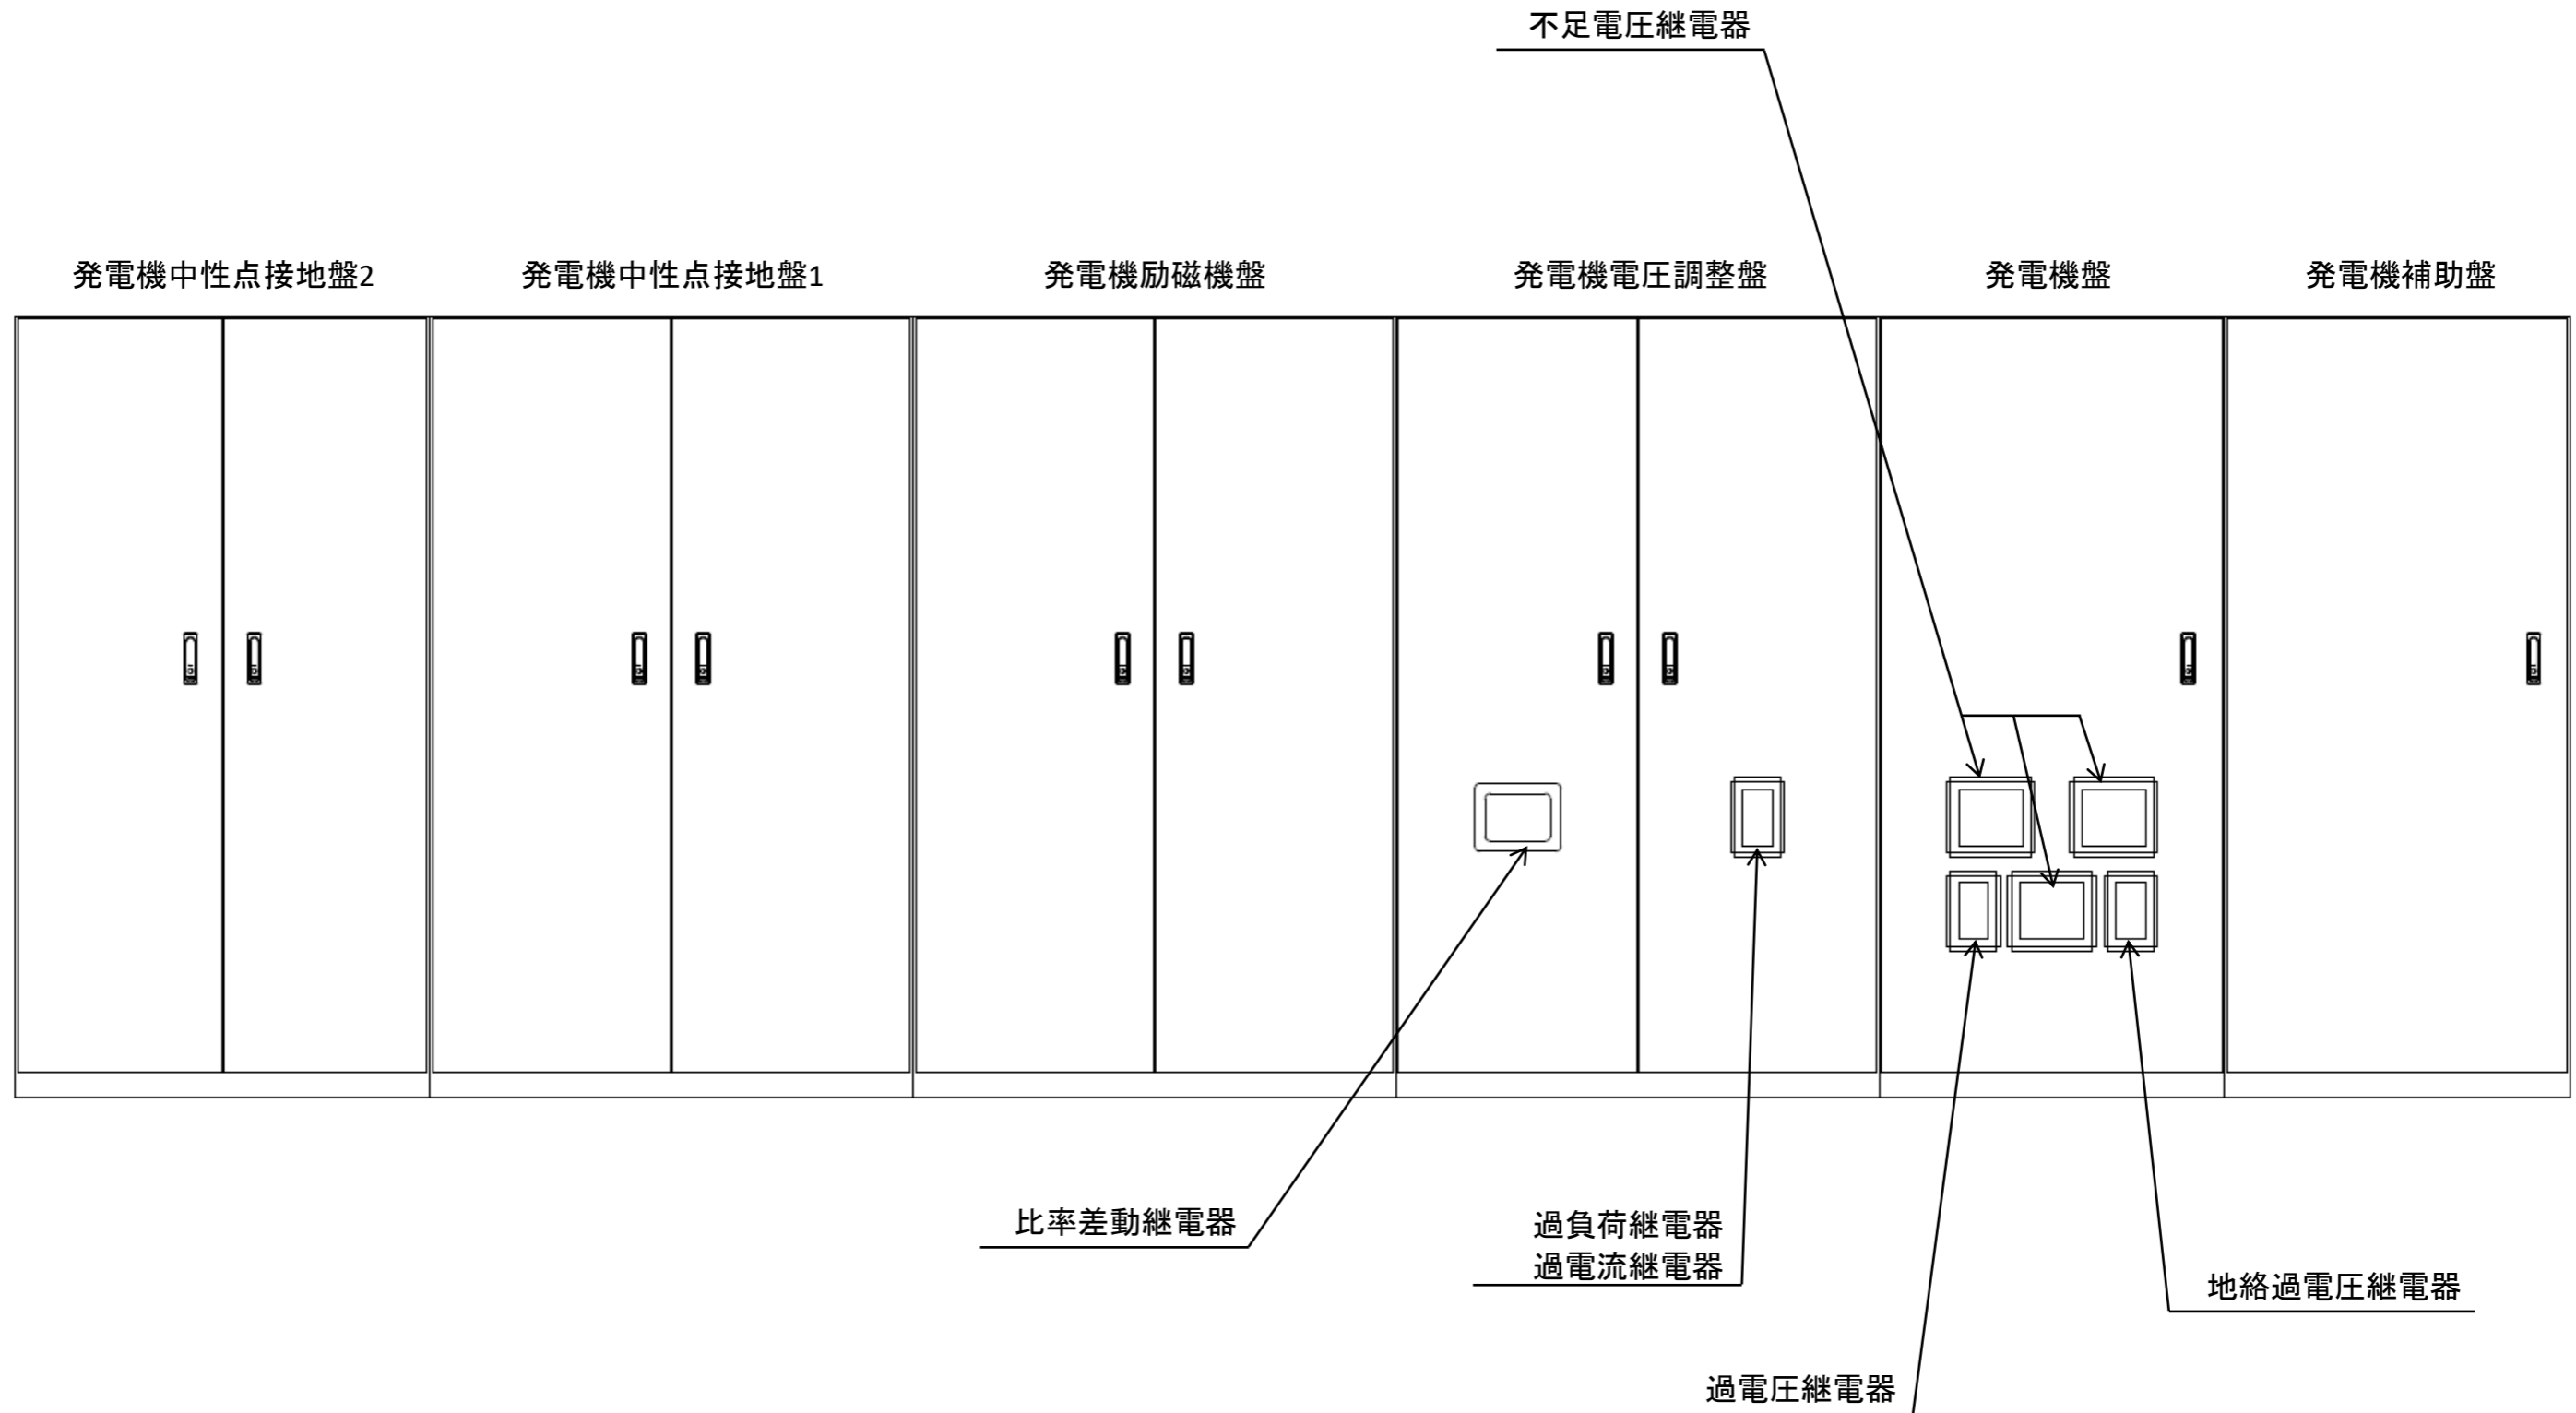 不足電圧継電器
発電機中性点接地盤2
発電機中性点接地盤1
発電機励磁機盤
発電機電圧調整盤
発電機盤
発電機補助盤
比率差動継電器
過負荷継電器
過電流継電器
地絡過電圧継電器
過電圧継電器